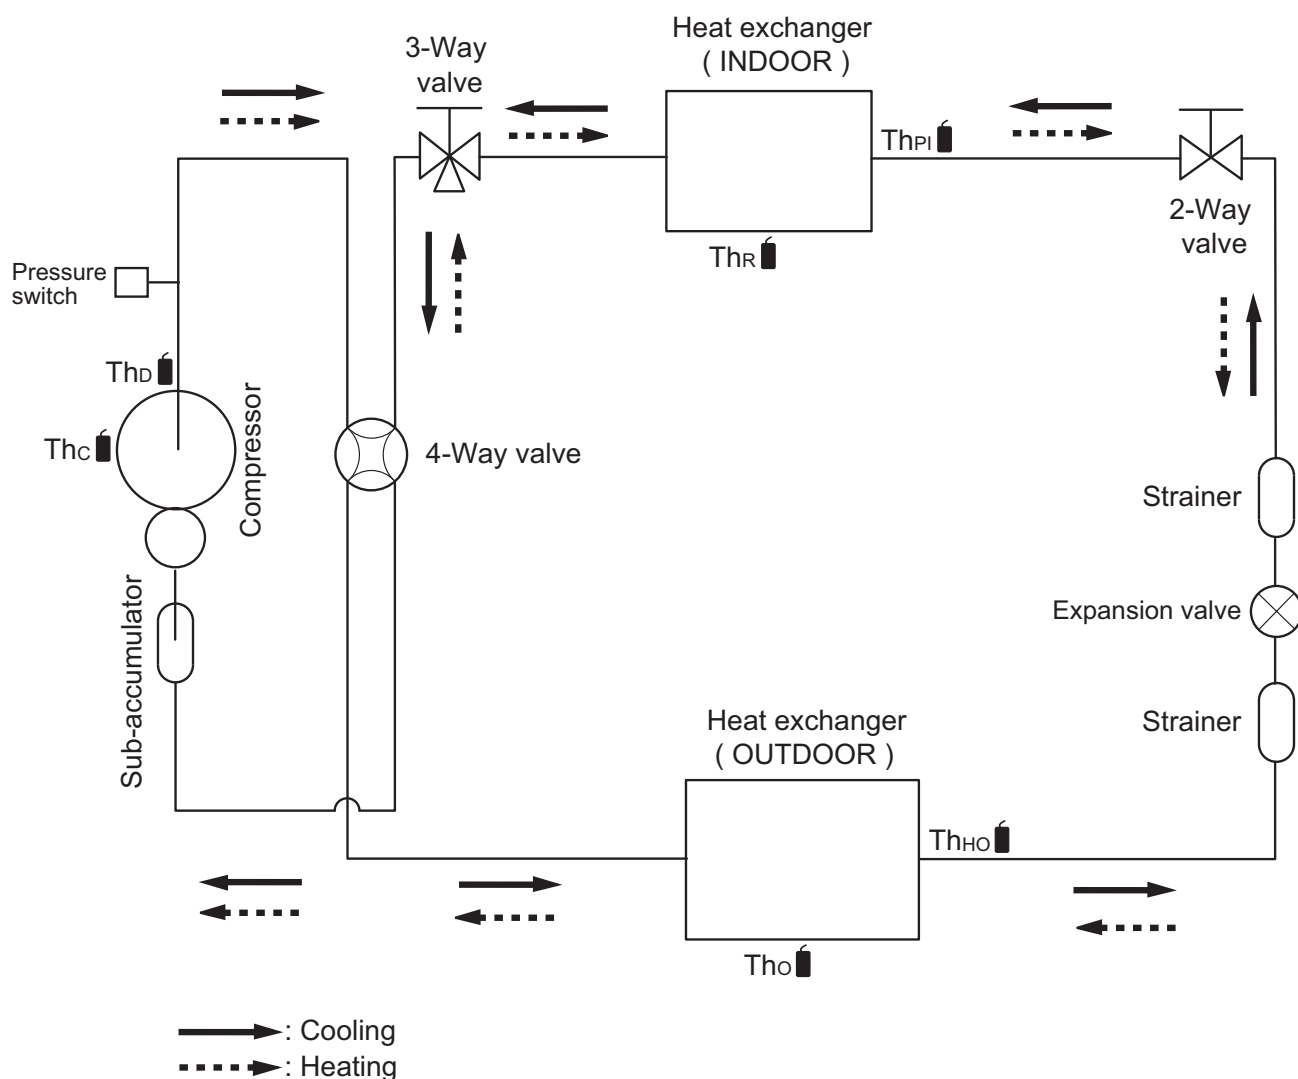 Heat exchanger
( INDOOR )
3-Way
valve
ThPI
2-Way
valve
ThR
Pressure
switch
ThD
ThC
Compressor
4-Way valve
Strainer
Expansion valve
Sub-accumulator
Strainer
Heat exchanger
( OUTDOOR )
ThHO
ThO
: Cooling
: Heating